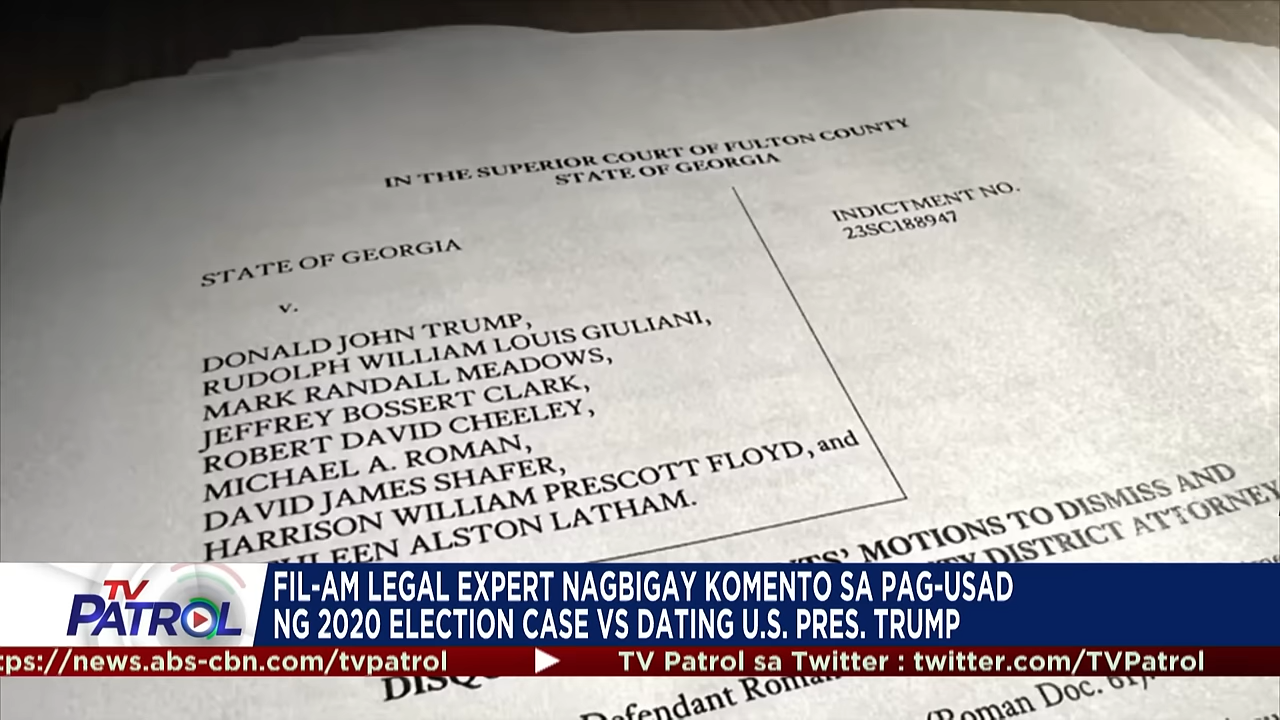 IN THE SUPERIOR COURT OF FULTON COUNTY
STATE OF GEORGIA
INDICTMENT NO.
23SC188947
STATE OF GEORGIA
v.
DONALD JOHN TRUMP,
RUDOLPH WILLIAM LOUIS GIULIANI,
MARK RANDALL MEADOWS,
JEFFREY BOSSERT CLARK,
ROBERT DAVID CHEELEY,
MICHAEL A. ROMAN,
DAVID JAMES SHAFER,
HARRISON WILLIAM PRESCOTT FLOYD, and
ALSTON LATHAM.
MOTIONS TO DISMISS AND
DISTRICT ATTORNEY
TV
PATROL
FIL-AM LEGAL EXPERT NAGBIGAY KOMENTO SA PAG-USAD
NG 2020 ELECTION CASE VS DATING U.S. PRES. TRUMP
tps://news.abs-cbn.com/tvpatrol TV Patrol sa Twitter : twitter.com/TVPatrol
Defendant Roman
(Roman Doc. 61).